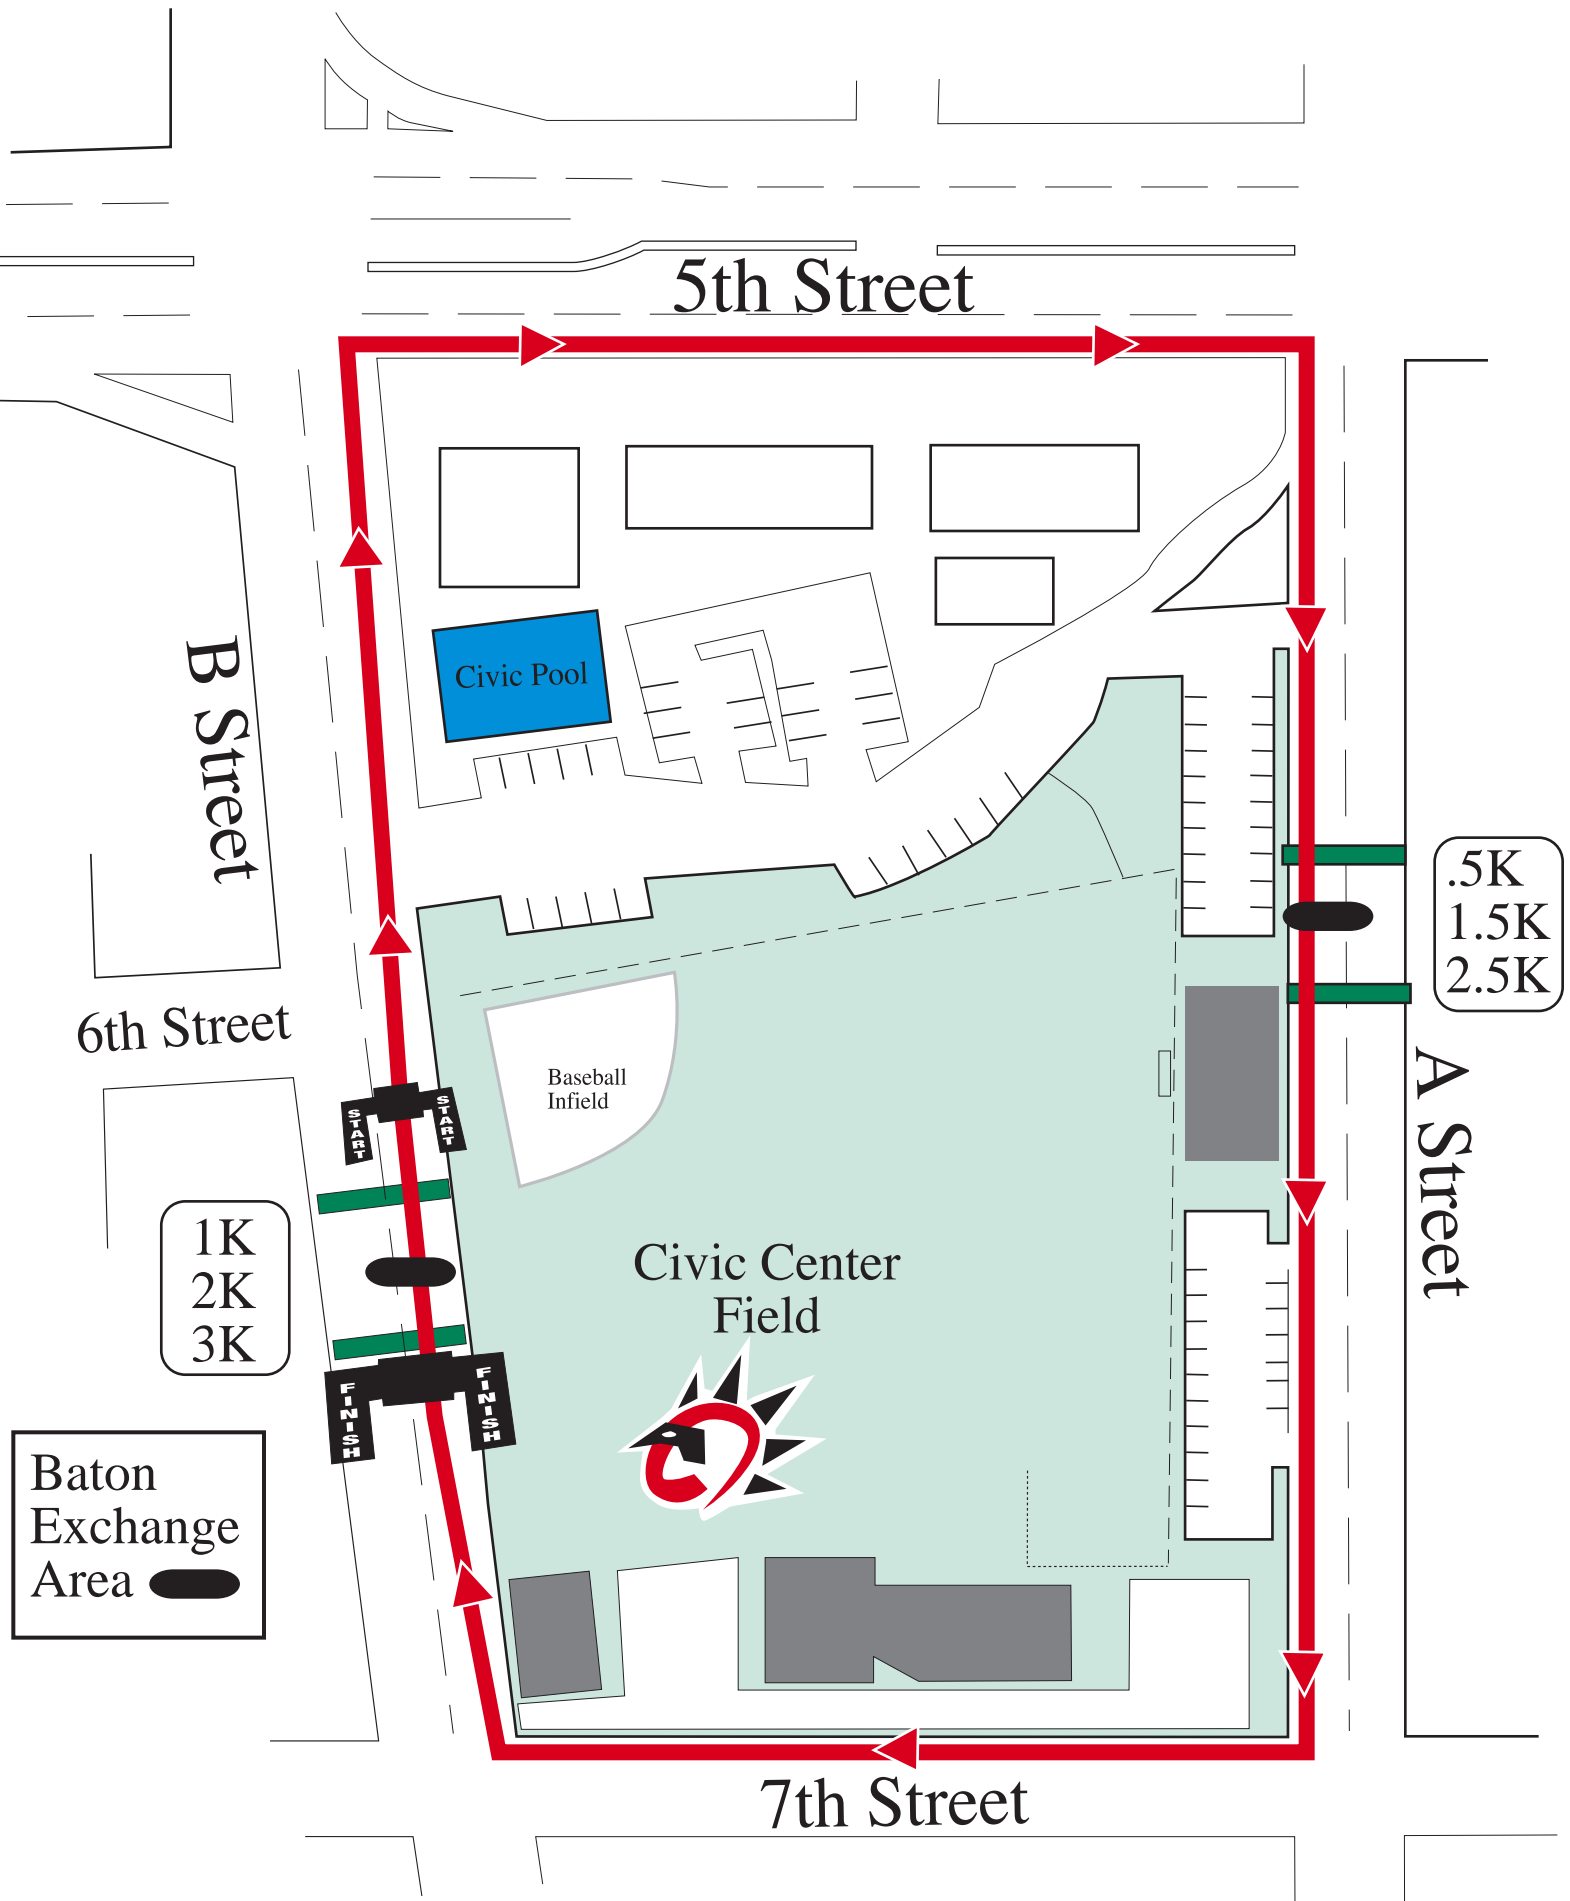 5th Street
Civic Pool
B Street
.5K
1.5K
2.5K
6th Street
Baseball
Infield
A Street
START
START
1K
2K
3K
Civic Center
Field
FINISH
FINISH
Baton
Exchange
Area
7th Street